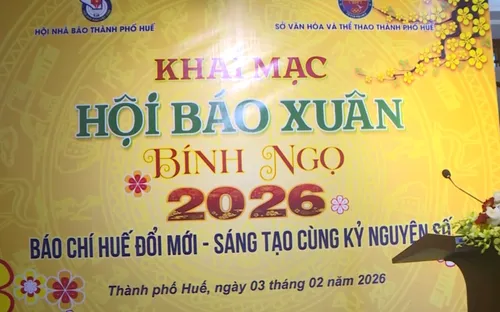 HỘI NHÀ BÁO THÀNH PHỐ HUẾ
SỞ VĂN HÓA VÀ THỂ THAO THÀNH PHỐ HUẾ
KHAI MẠC
HỘI BÁO XUÂN
BÍNH NGỌ
2026
BÁO CHÍ HUẾ ĐỔI MỚI - SÁNG TẠO CÙNG KỶ NGUYÊN SỐ
Thành phố Huế, ngày 03 tháng 02 năm 2026